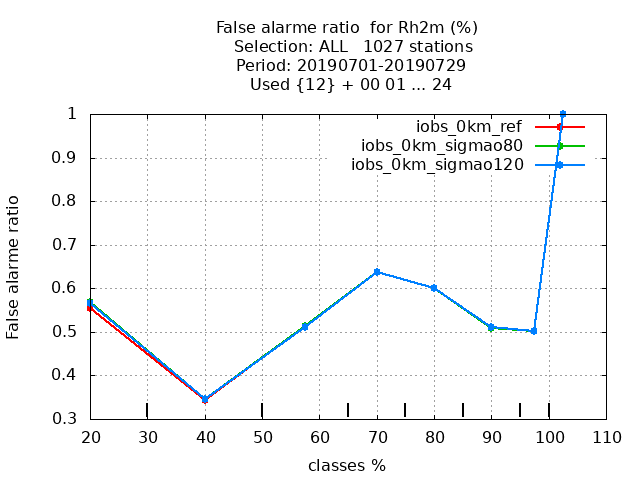 False alarme ratio  for Rh2m (%)
Selection: ALL   1027 stations
Period: 20190701-20190729
Used {12} + 00 01 ... 24
1
0.9
0.8
0.7
0.6
0.5
0.4
0.3
False alarme ratio
iobs_0km_ref
iobs_0km_sigmao80
iobs_0km_sigmao120
20 30 40 50 60 70 80 90 100 110
classes %